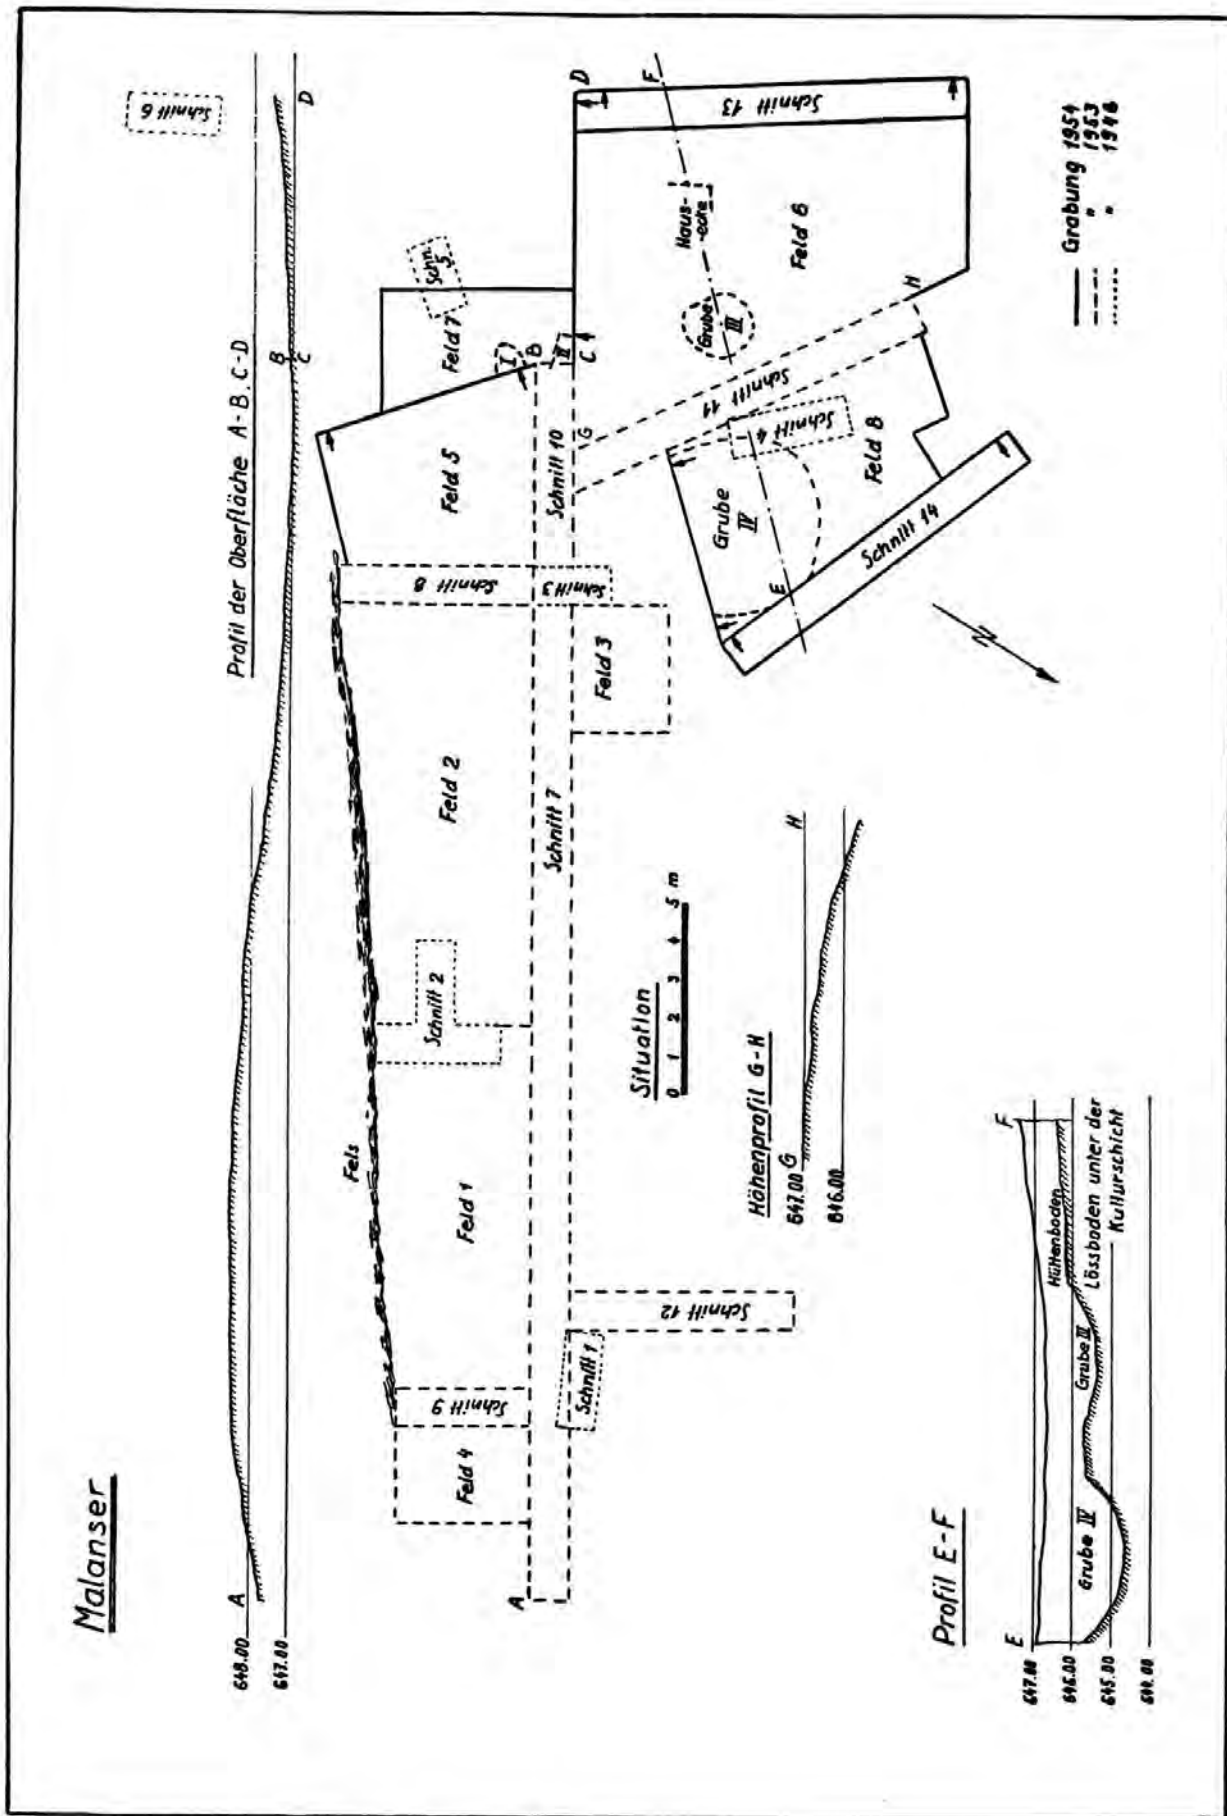 Malanser
Profil der Oberfläche A-B, C-D
648.00
647.00
A
B
C
D
Schnitt 6
Fels
Feld 4
Schnitt 9
Feld 1
Schnitt 2
Feld 2
Schnitt 8
Feld 5
Feld 7
Schn.
5.
I
B
II
C
D
A
Schnitt 7
Schnitt 3
Schnitt 10
G
Schnitt 1
Schnitt 12
Feld 3
Schnitt 11
Grube
III
Haus-
ecke
F
Feld 6
Schnitt 13
H
Grube
IV
Schnitt 4
Feld 8
E
Schnitt 14
N
Situation
0 1 2 3 4 5 m
Höhenprofil G-H
647.00 G
H
646.00
Grabung 1954
" 1953
" 1946
Profil E-F
E
F
647.00
646.00
645.00
644.00
Grube IV
Grube III
Hüttenboden
Lössboden unter der
Kulturschicht